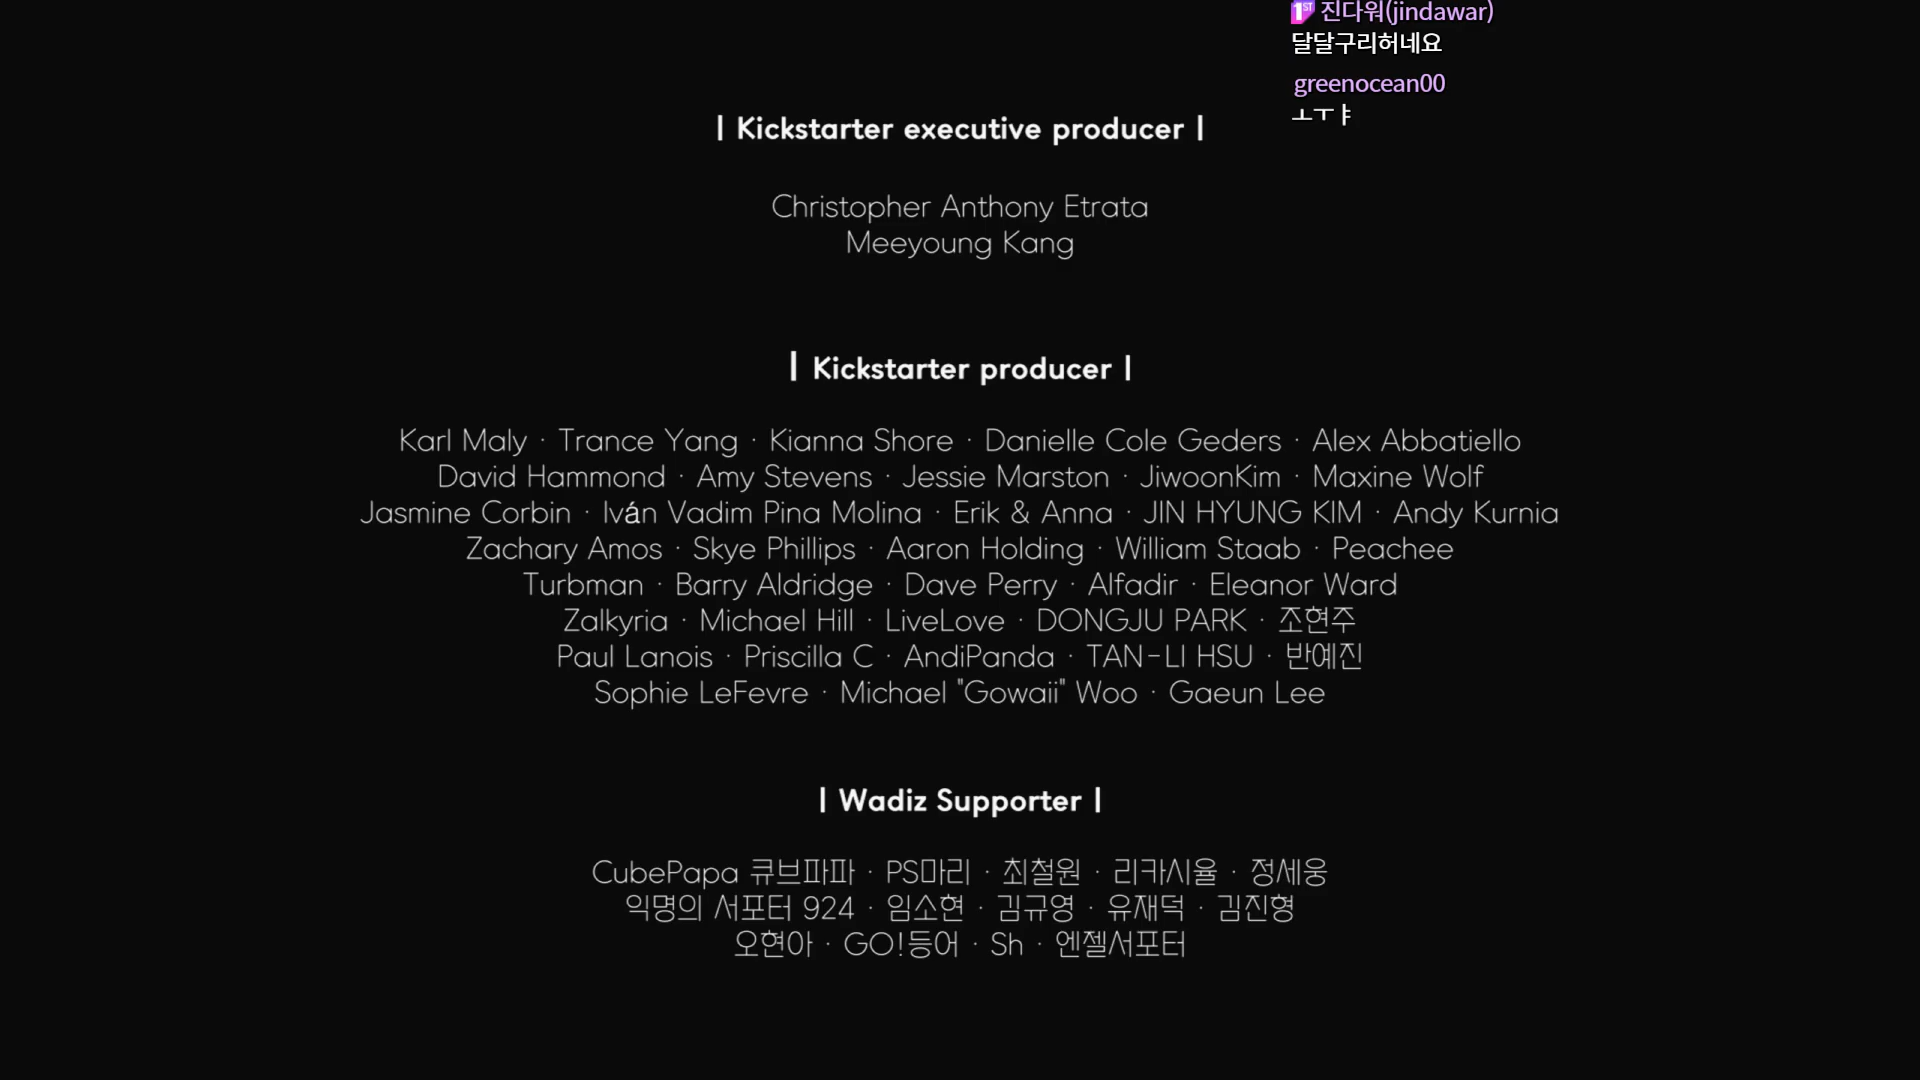 진다워(jindawar)
달달구리허네요
greenocean00
ㅗㅜㅑ
| Kickstarter executive producer |
Christopher Anthony Etrata
Meeyoung Kang
| Kickstarter producer |
Karl Maly · Trance Yang · Kianna Shore · Danielle Cole Geders · Alex Abbatiello
David Hammond · Amy Stevens · Jessie Marston · JiwoonKim · Maxine Wolf
Jasmine Corbin · Iván Vadim Pina Molina · Erik & Anna · JIN HYUNG KIM · Andy Kurnia
Zachary Amos · Skye Phillips · Aaron Holding · William Staab · Peachee
Turbman · Barry Aldridge · Dave Perry · Alfadir · Eleanor Ward
Zalkyria · Michael Hill · LiveLove · DONGJU PARK · 조현주
Paul Lanois · Priscilla C · AndiPanda · TAN-LI HSU · 반예진
Sophie LeFevre · Michael "Gowaii" Woo · Gaeun Lee
| Wadiz Supporter |
CubePapa 큐브파파 · PS마리 · 최철원 · 리카시율 · 정세웅
익명의 서포터 924 · 임소현 · 김규영 · 유재덕 · 김진형
오현아 · GO!등어 · Sh · 엔젤서포터